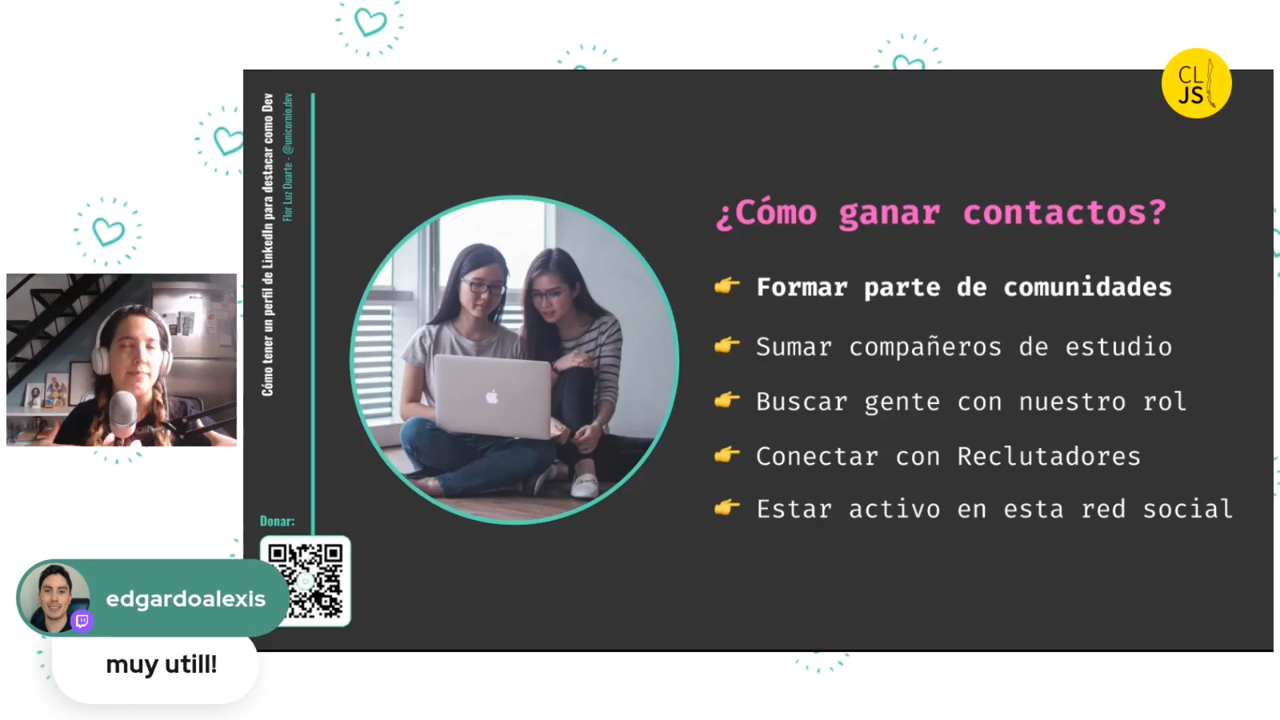 CL
JS
Cómo tener un perfil de LinkedIn para destacar como Dev
Flor Luz Duarte - @unicornio.dev
¿Cómo ganar contactos?
👉 Formar parte de comunidades
👉 Sumar compañeros de estudio
👉 Buscar gente con nuestro rol
👉 Conectar con Reclutadores
👉 Estar activo en esta red social
Donar:
edgardoalexis
muy utill!